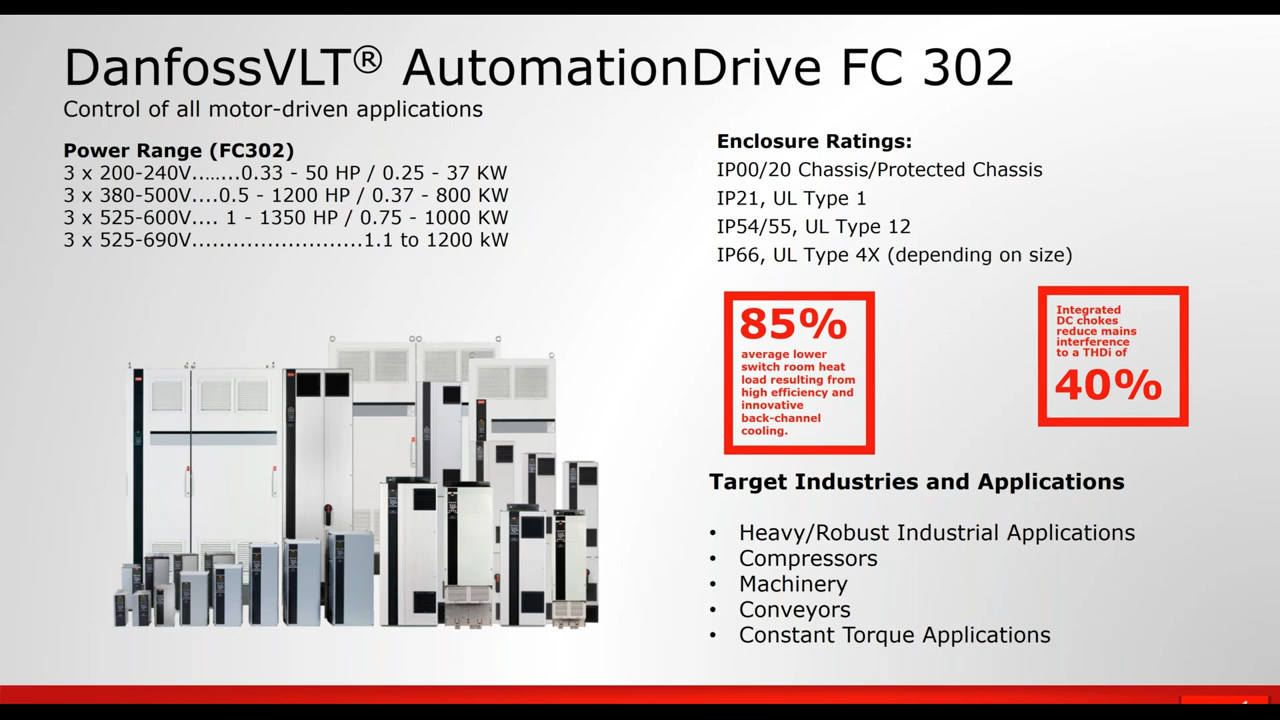 DanfossVLT® AutomationDrive FC 302
Control of all motor-driven applications
Power Range (FC302)
3 x 200-240V........0.33 - 50 HP / 0.25 - 37 KW
3 x 380-500V....0.5 - 1200 HP / 0.37 - 800 KW
3 x 525-600V.... 1 - 1350 HP / 0.75 - 1000 KW
3 x 525-690V.........................1.1 to 1200 kW
Enclosure Ratings:
IP00/20 Chassis/Protected Chassis
IP21, UL Type 1
IP54/55, UL Type 12
IP66, UL Type 4X (depending on size)
85%
average lower
switch room heat
load resulting from
high efficiency and
innovative
back-channel
cooling.
Integrated
DC chokes
reduce mains
interference
to a THDi of
40%
Target Industries and Applications
• Heavy/Robust Industrial Applications
• Compressors
• Machinery
• Conveyors
• Constant Torque Applications